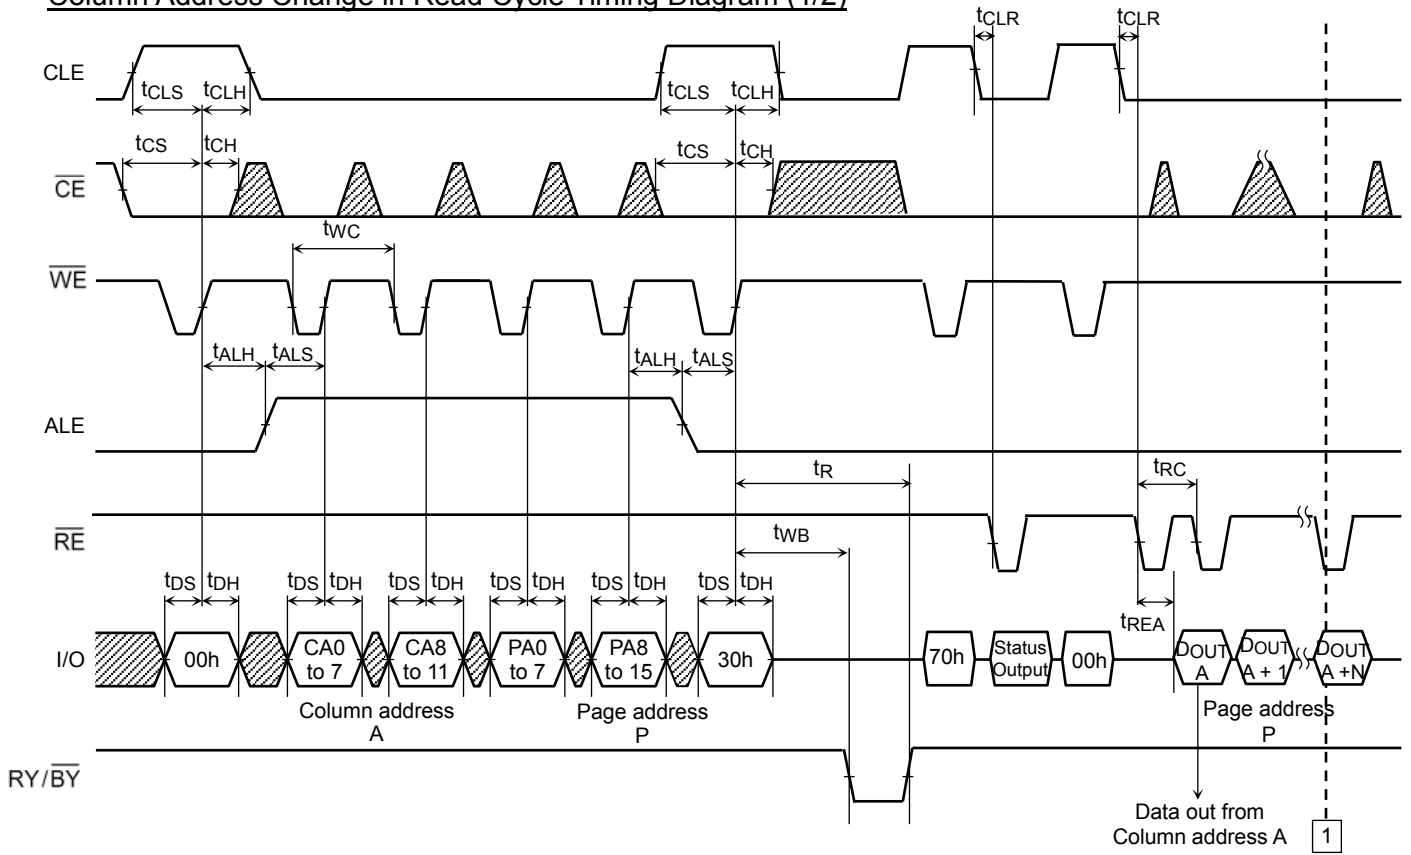 Column Address Change in Read Cycle Timing Diagram (1/2)
tCLR tCLR
CLE
tCLS tCLH tCLS tCLH
tCS tCH tCS tCH
CE
tWC
WE
tALH tALS tALH tALS
ALE
tR tRC
RE
tWB
tDS tDH tDS tDH tDS tDH tDS tDH tDS tDH tDS tDH
tREA
I/O
00h
CA0
to 7
CA8
to 11
PA0
to 7
PA8
to 15
30h
70h
Status
Output
00h
DOUT
A
DOUT
A + 1
DOUT
A +N
Column address
A
Page address
P
Page address
P
RY/BY
Data out from
Column address A
1